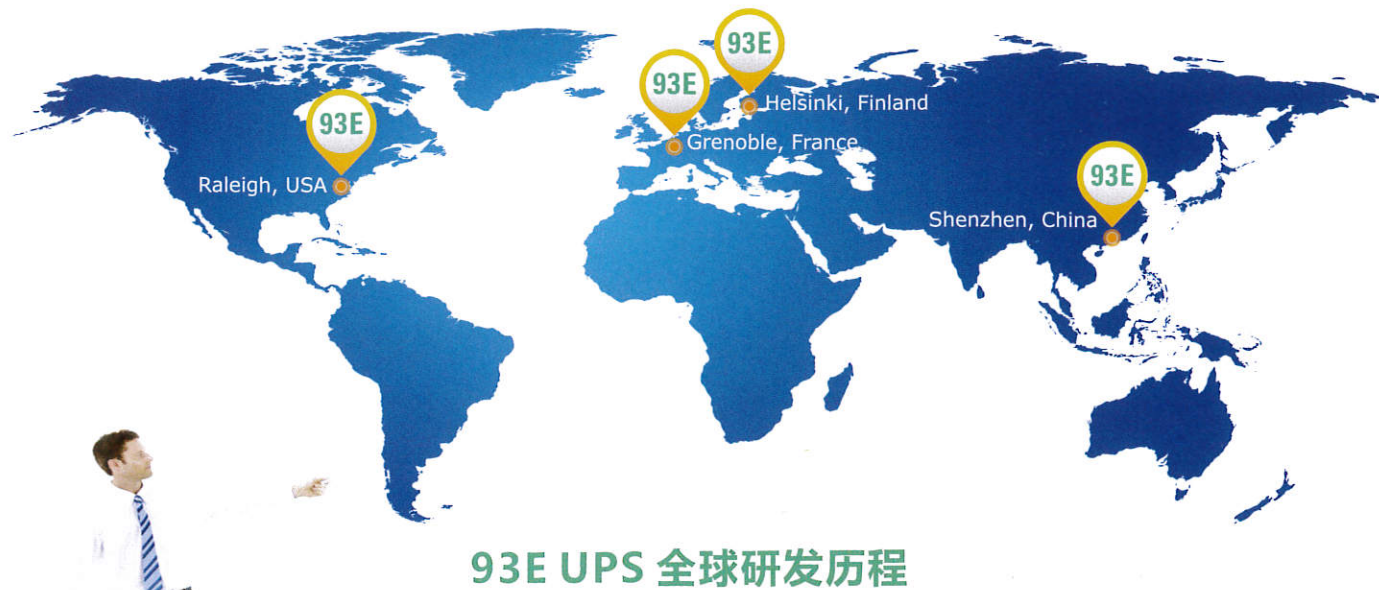 93E
93E
Helsinki, Finland
93E
Grenoble, France
93E
Raleigh, USA
Shenzhen, China
93E UPS 全球研发历程